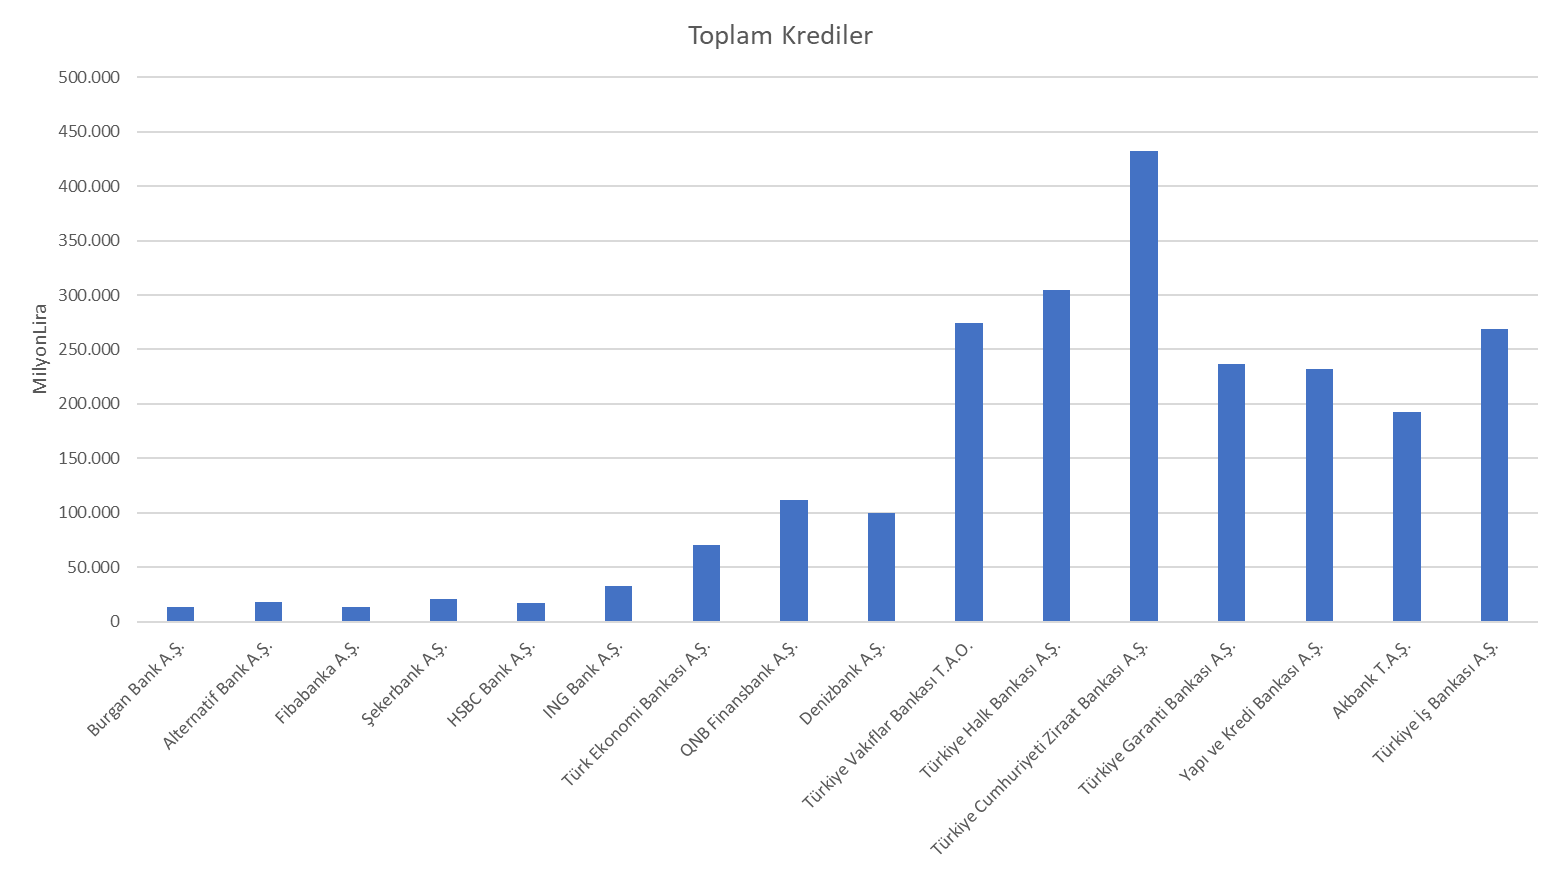 Toplam Krediler
500.000
450.000
400.000
350.000
300.000
250.000
200.000
150.000
100.000
50.000
0
MilyonLira
Burgan Bank A.Ş.
Alternatif Bank A.Ş.
Fibabanka A.Ş.
Şekerbank A.Ş.
HSBC Bank A.Ş.
ING Bank A.Ş.
Türk Ekonomi Bankası A.Ş.
QNB Finansbank A.Ş.
Denizbank A.Ş.
Türkiye Vakıflar Bankası T.A.O.
Türkiye Halk Bankası A.Ş.
Türkiye Cumhuriyeti Ziraat Bankası A.Ş.
Türkiye Garanti Bankası A.Ş.
Yapı ve Kredi Bankası A.Ş.
Akbank T.A.Ş.
Türkiye İş Bankası A.Ş.